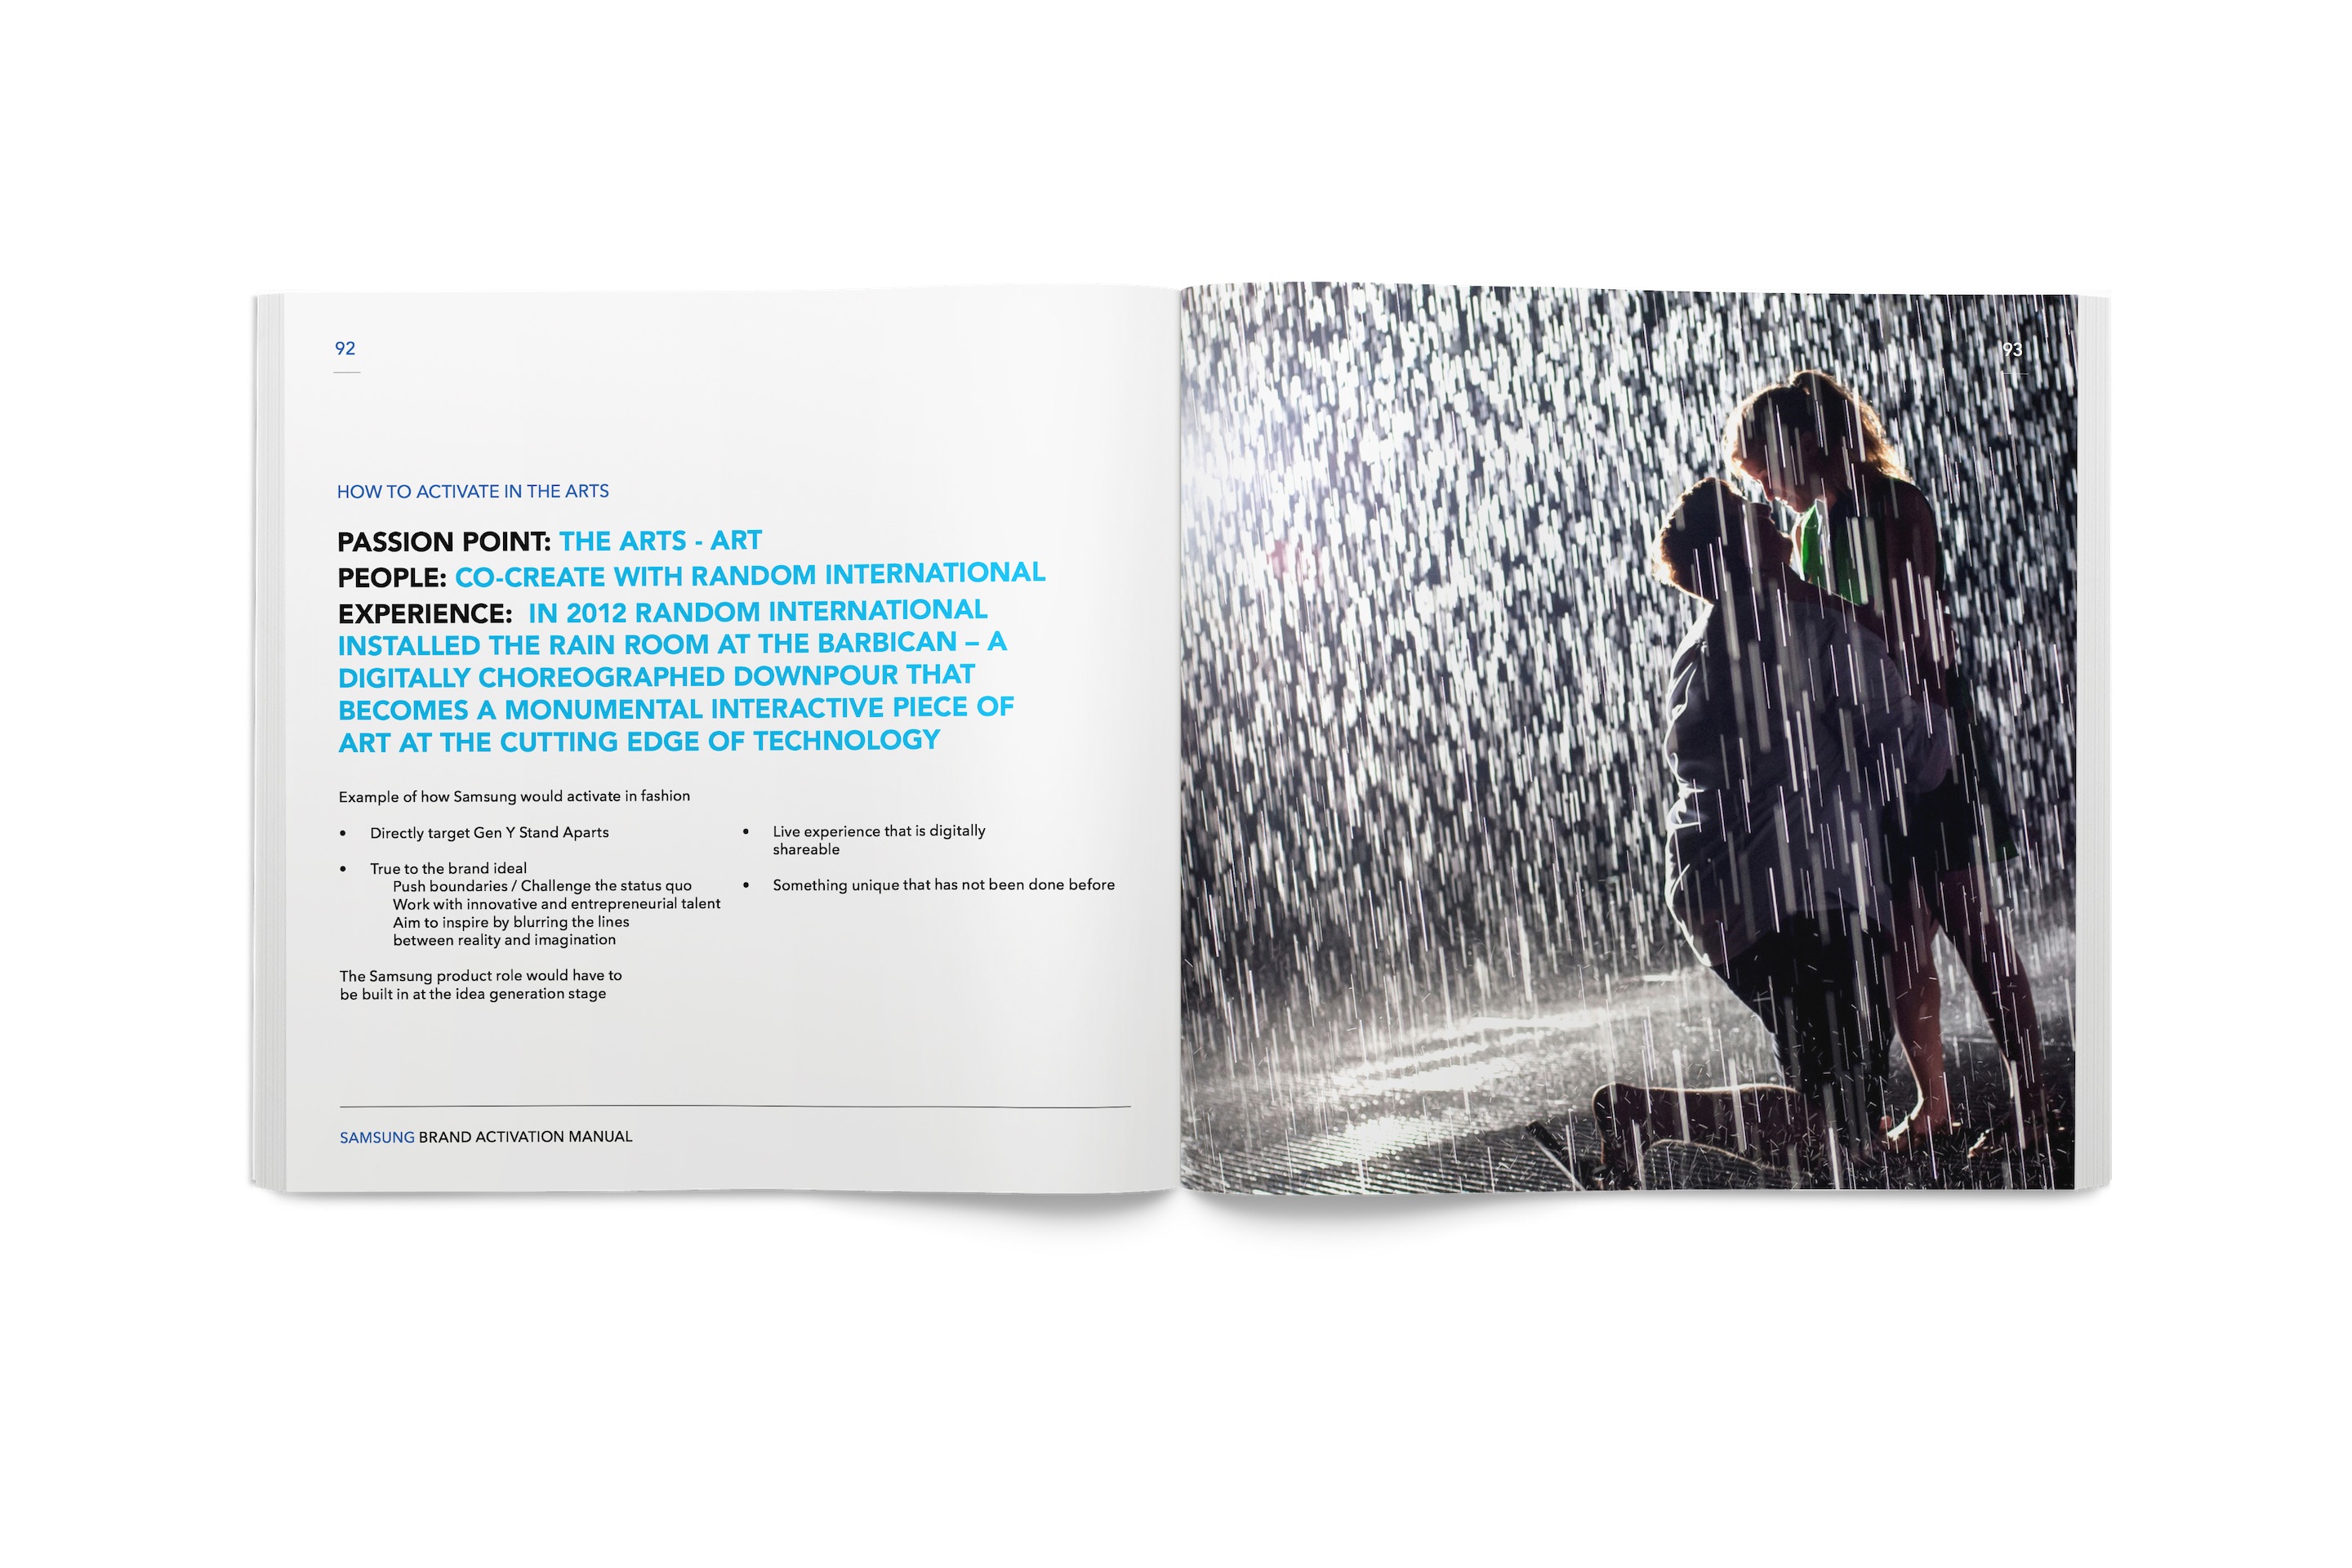 92
HOW TO ACTIVATE IN THE ARTS
PASSION POINT: THE ARTS - ART
PEOPLE: CO-CREATE WITH RANDOM INTERNATIONAL
EXPERIENCE: IN 2012 RANDOM INTERNATIONAL
INSTALLED THE RAIN ROOM AT THE BARBICAN – A
DIGITALLY CHOREOGRAPHED DOWNPOUR THAT
BECOMES A MONUMENTAL INTERACTIVE PIECE OF
ART AT THE CUTTING EDGE OF TECHNOLOGY
Example of how Samsung would activate in fashion
• Directly target Gen Y Stand Aparts
• True to the brand ideal
Push boundaries / Challenge the status quo
Work with innovative and entrepreneurial talent
Aim to inspire by blurring the lines
between reality and imagination
The Samsung product role would have to
be built in at the idea generation stage
• Live experience that is digitally
shareable
• Something unique that has not been done before
SAMSUNG BRAND ACTIVATION MANUAL
93